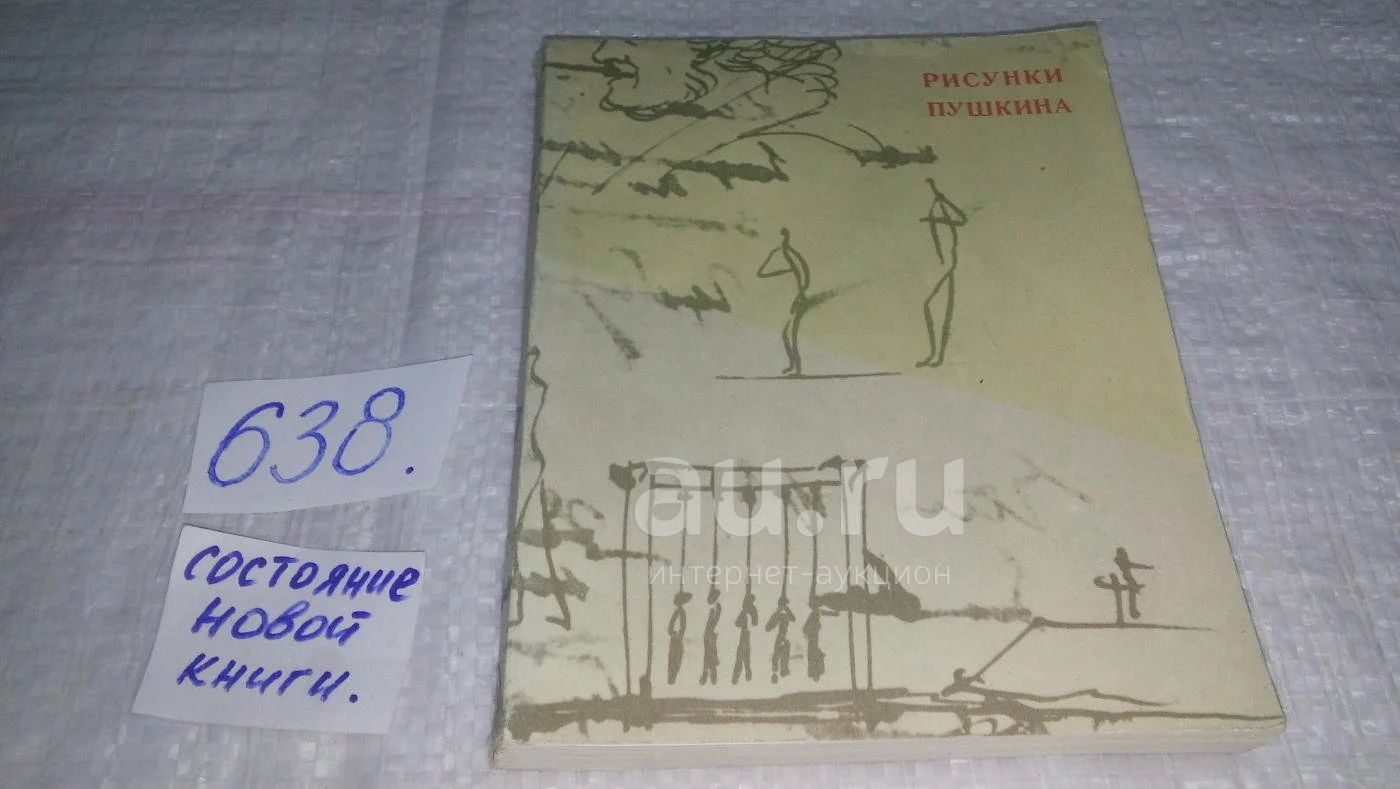 РИСУНКИ
ПУШКИНА
638.
состояние
новой
книги.
au.ru
интернет-аукцион